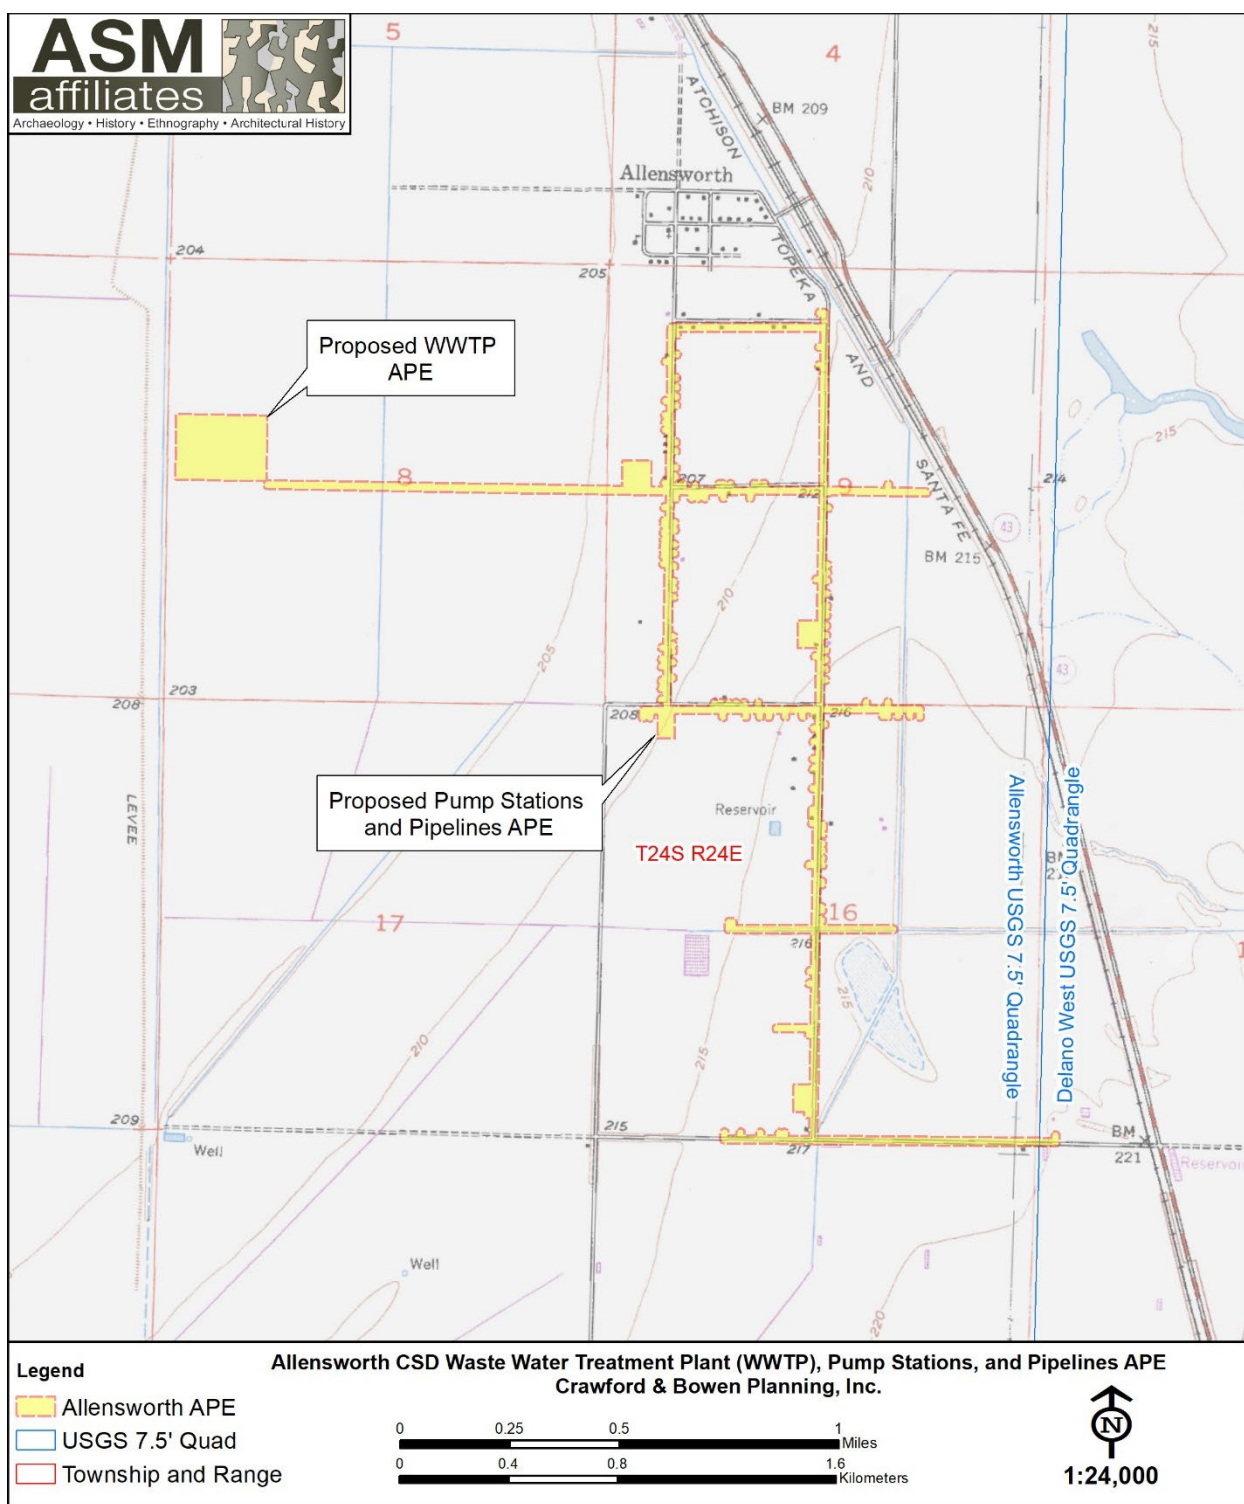 ASM
affiliates
Archaeology • History • Ethnography • Architectural History
5
4
ATCHISON
BM 209
215
Allensworth
210
TOPEKA
204
205
Proposed WWTP
APE
AND
215
8
207
212
9
SANTA FE
214
43
BM 215
210
205
43
203
208
208
216
LEVEE
Proposed Pump Stations
and Pipelines APE
Reservoir
T24S R24E
Allensworth USGS 7.5' Quadrangle
Delano West USGS 7.5' Quadrangle
17
16
216
215
210
215
209
Well
215
217
BM
221
Reservoir
Well
220
Legend
Allensworth APE
USGS 7.5' Quad
Township and Range
Allensworth CSD Waste Water Treatment Plant (WWTP), Pump Stations, and Pipelines APE
Crawford & Bowen Planning, Inc.
0 0.25 0.5 1
Miles
0 0.4 0.8 1.6
Kilometers
N
1:24,000